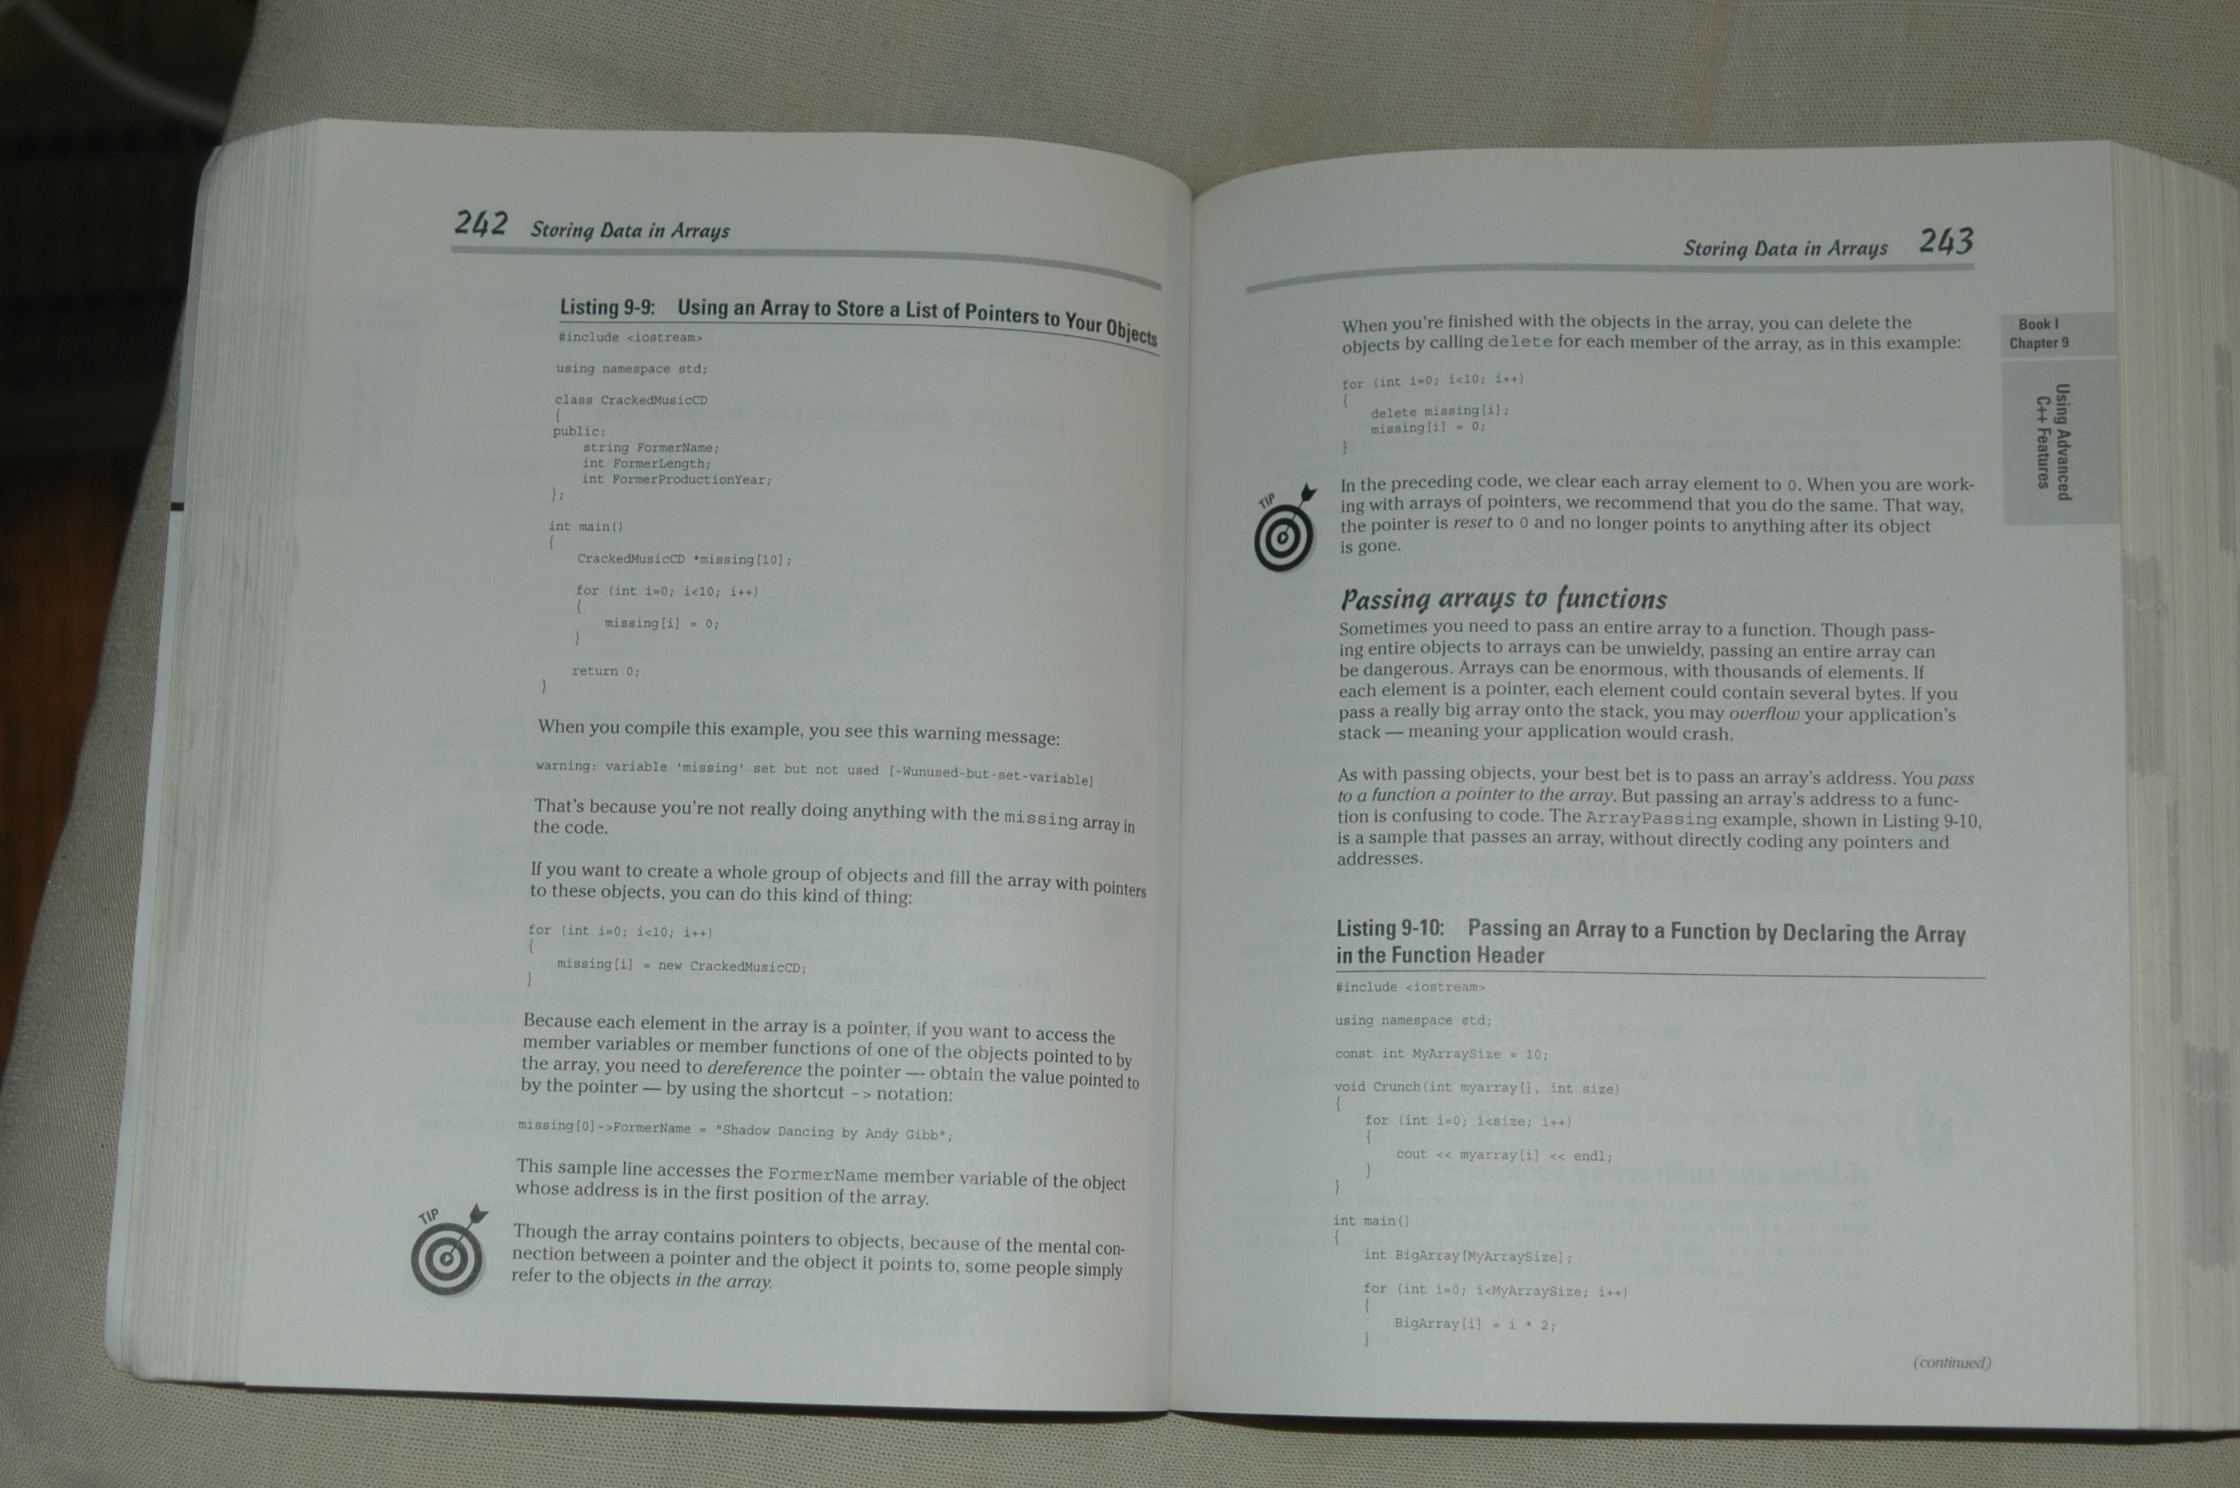 242 Storing Data in Arrays
Listing 9-9: Using an Array to Store a List of Pointers to Your Objects
#include <iostream>
using namespace std;
class CrackedMusicCD
{
public:
string FormerName;
int FormerLength;
int FormerProductionYear;
};
int main()
{
CrackedMusicCD *missing[10];
for (int i=0; i<10; i++)
{
missing[i] = 0;
}
return 0;
}
When you compile this example, you see this warning message:
warning: variable 'missing' set but not used [-Wunused-but-set-variable]
That's because you're not really doing anything with the missing array in
the code.
If you want to create a whole group of objects and fill the array with pointers
to these objects, you can do this kind of thing:
for (int i=0; i<10; i++)
{
missing[i] = new CrackedMusicCD;
}
Because each element in the array is a pointer, if you want to access the
member variables or member functions of one of the objects pointed to by
the array, you need to dereference the pointer — obtain the value pointed to
by the pointer — by using the shortcut -> notation:
missing[0]->FormerName = "Shadow Dancing by Andy Gibb";
This sample line accesses the FormerName member variable of the object
whose address is in the first position of the array.
TIP
Though the array contains pointers to objects, because of the mental con-
nection between a pointer and the object it points to, some people simply
refer to the objects in the array.
Storing Data in Arrays 243
Book I
Chapter 9
Using Advanced
C++ Features
When you're finished with the objects in the array, you can delete the
objects by calling delete for each member of the array, as in this example:
for (int i=0; i<10; i++)
{
delete missing[i];
missing[i] = 0;
}
TIP
In the preceding code, we clear each array element to 0. When you are work-
ing with arrays of pointers, we recommend that you do the same. That way,
the pointer is reset to 0 and no longer points to anything after its object
is gone.
Passing arrays to functions
Sometimes you need to pass an entire array to a function. Though pass-
ing entire objects to arrays can be unwieldy, passing an entire array can
be dangerous. Arrays can be enormous, with thousands of elements. If
each element is a pointer, each element could contain several bytes. If you
pass a really big array onto the stack, you may overflow your application's
stack — meaning your application would crash.
As with passing objects, your best bet is to pass an array's address. You pass
to a function a pointer to the array. But passing an array's address to a func-
tion is confusing to code. The ArrayPassing example, shown in Listing 9-10,
is a sample that passes an array, without directly coding any pointers and
addresses.
Listing 9-10: Passing an Array to a Function by Declaring the Array
in the Function Header
#include <iostream>
using namespace std;
const int MyArraySize = 10;
void Crunch(int myarray[], int size)
{
for (int i=0; i<size; i++)
{
cout << myarray[i] << endl;
}
}
int main()
{
int BigArray[MyArraySize];
for (int i=0; i<MyArraySize; i++)
{
BigArray[i] = i * 2;
}
(continued)